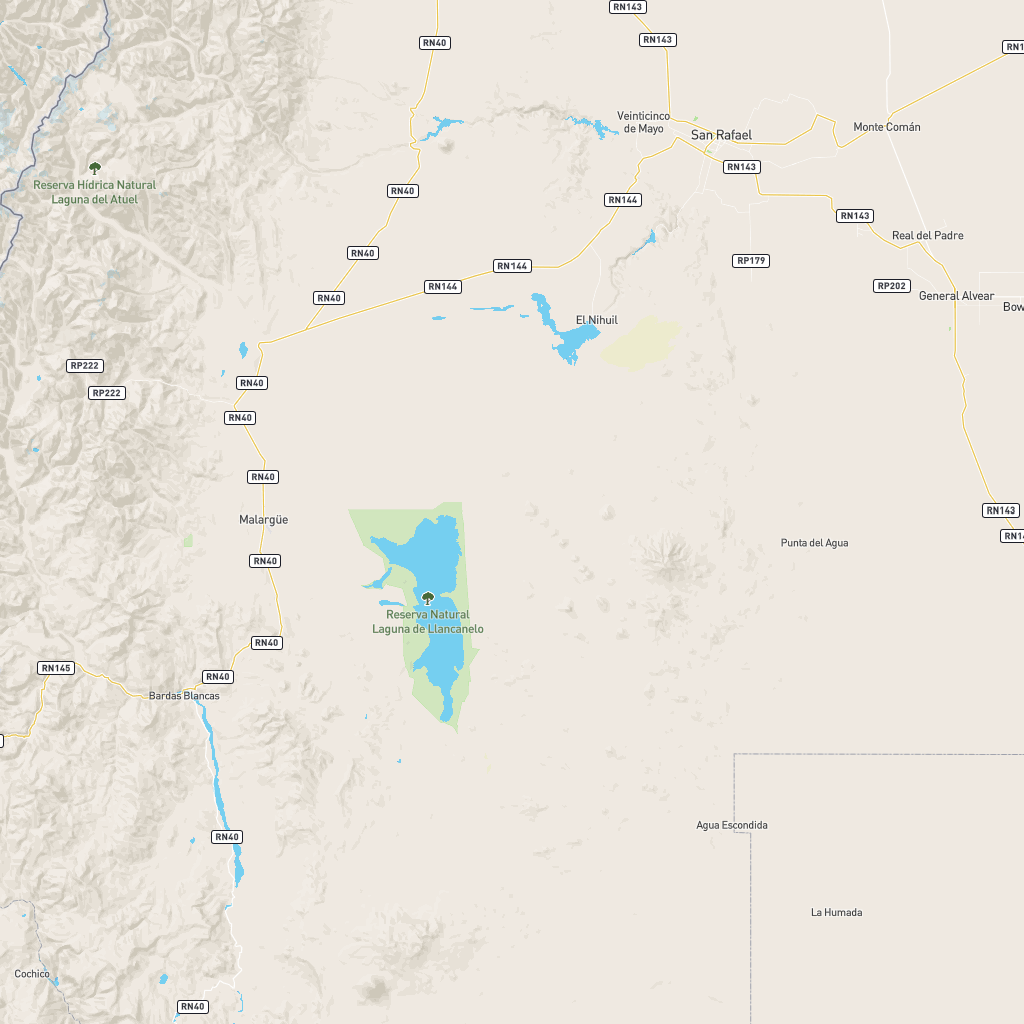 RN143
RN40
RN143
Veinticinco
de Mayo
San Rafael
Monte Comán
RN143
Reserva Hídrica Natural
Laguna del Atuel
RN40
RN144
RN143
Real del Padre
RN40
RP179
RN144
RN144
RP202
RN40
General Alvear
El Nihuil
RP222
RN40
RP222
RN40
RN40
RN143
Malargüe
Punta del Agua
RN40
Reserva Natural
Laguna de Llancanelo
RN40
RN145
RN40
Bardas Blancas
Agua Escondida
RN40
La Humada
Cochico
RN40